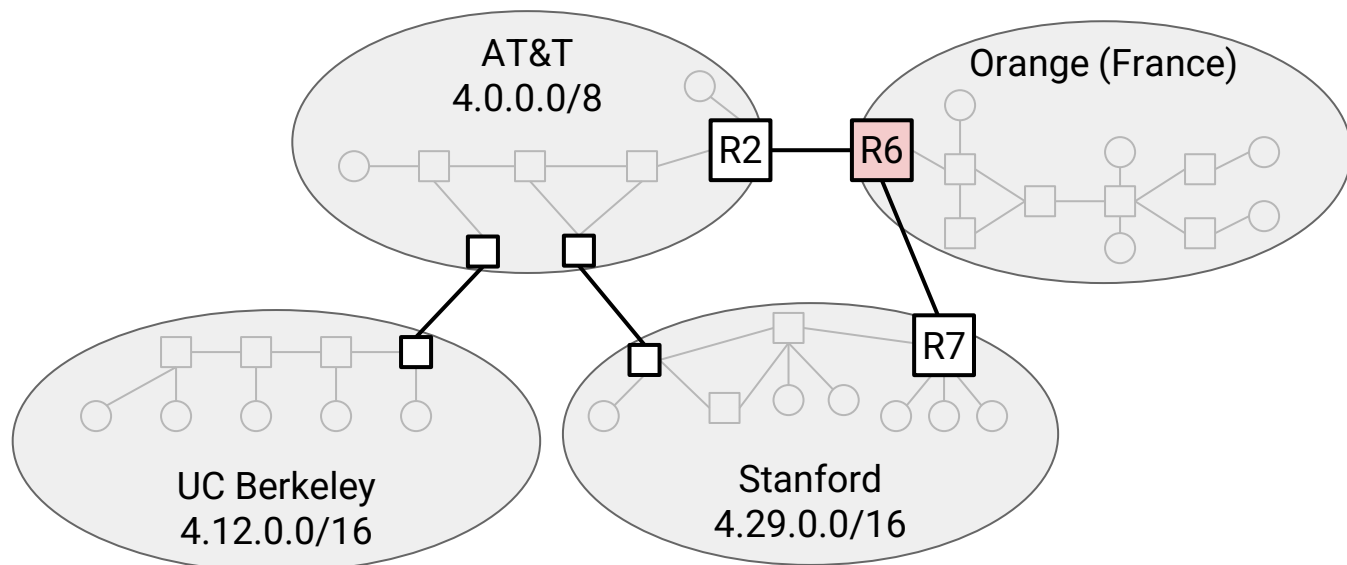 AT&T
4.0.0.0/8
Orange (France)
R2
R6
R7
UC Berkeley
4.12.0.0/16
Stanford
4.29.0.0/16